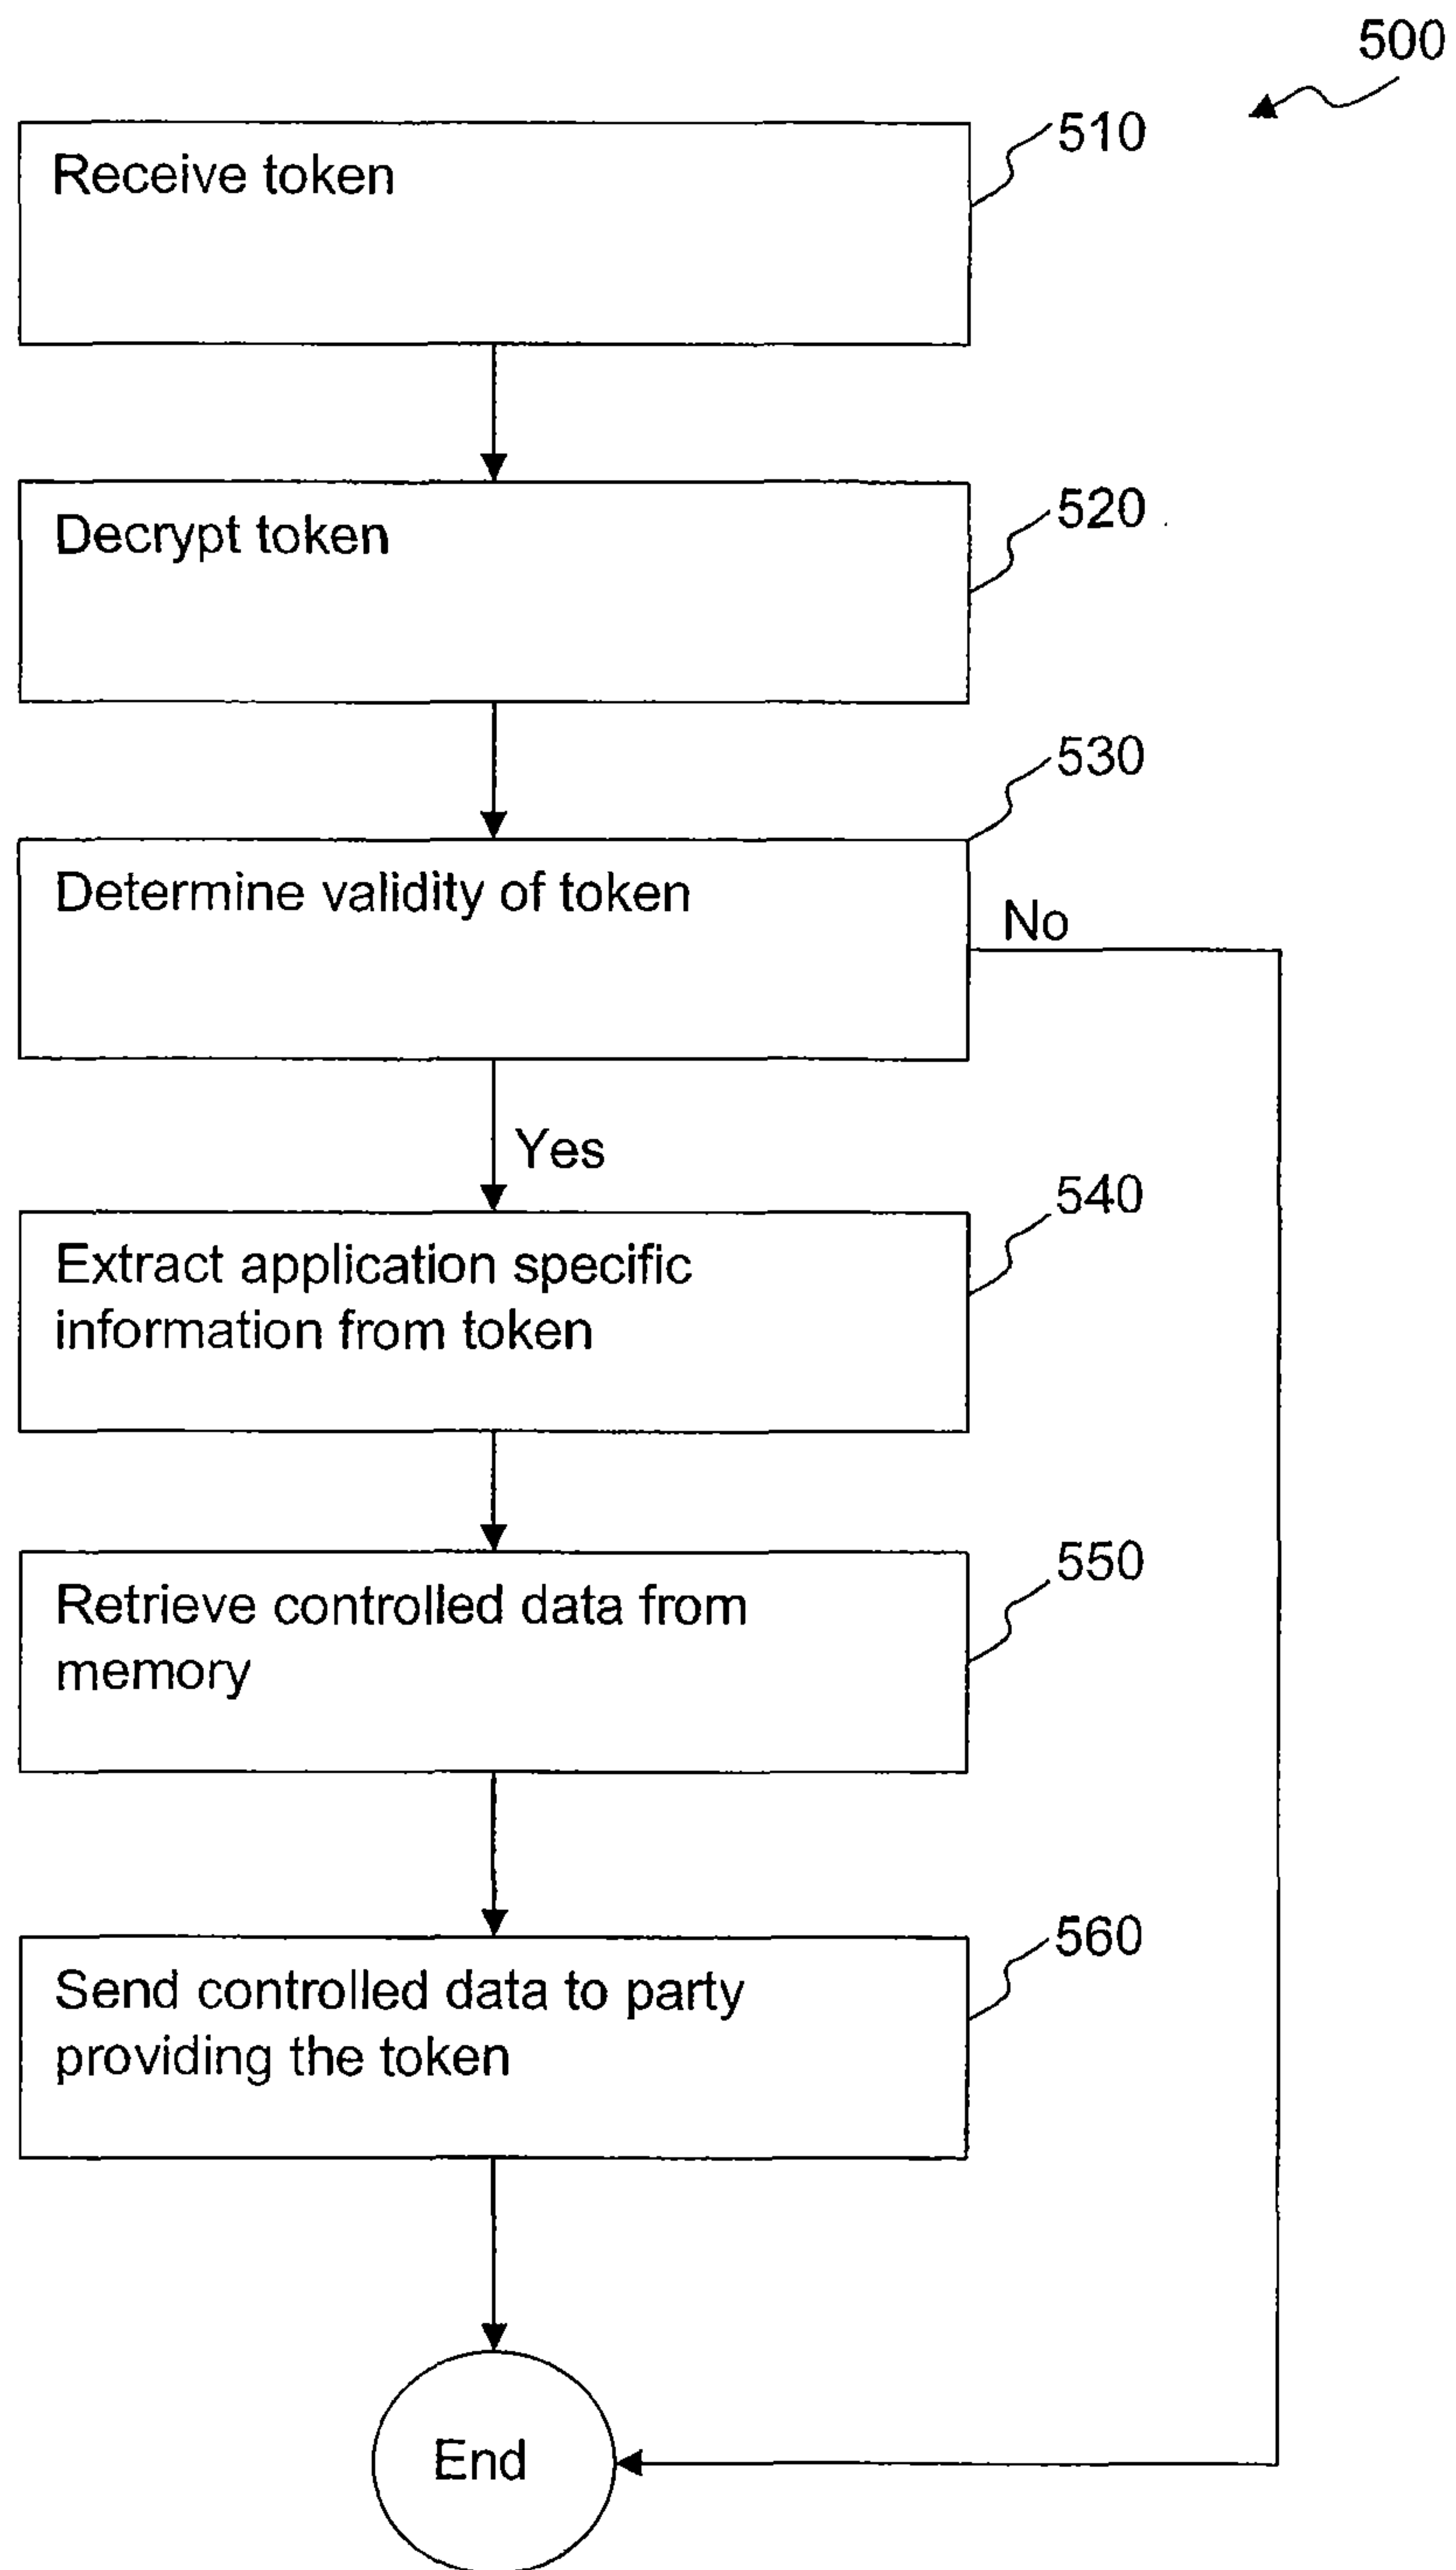 500
510
Receive token
520
Decrypt token
530
Determine validity of token
No
Yes
540
Extract application specific
information from token
550
Retrieve controlled data from
memory
560
Send controlled data to party
providing the token
End